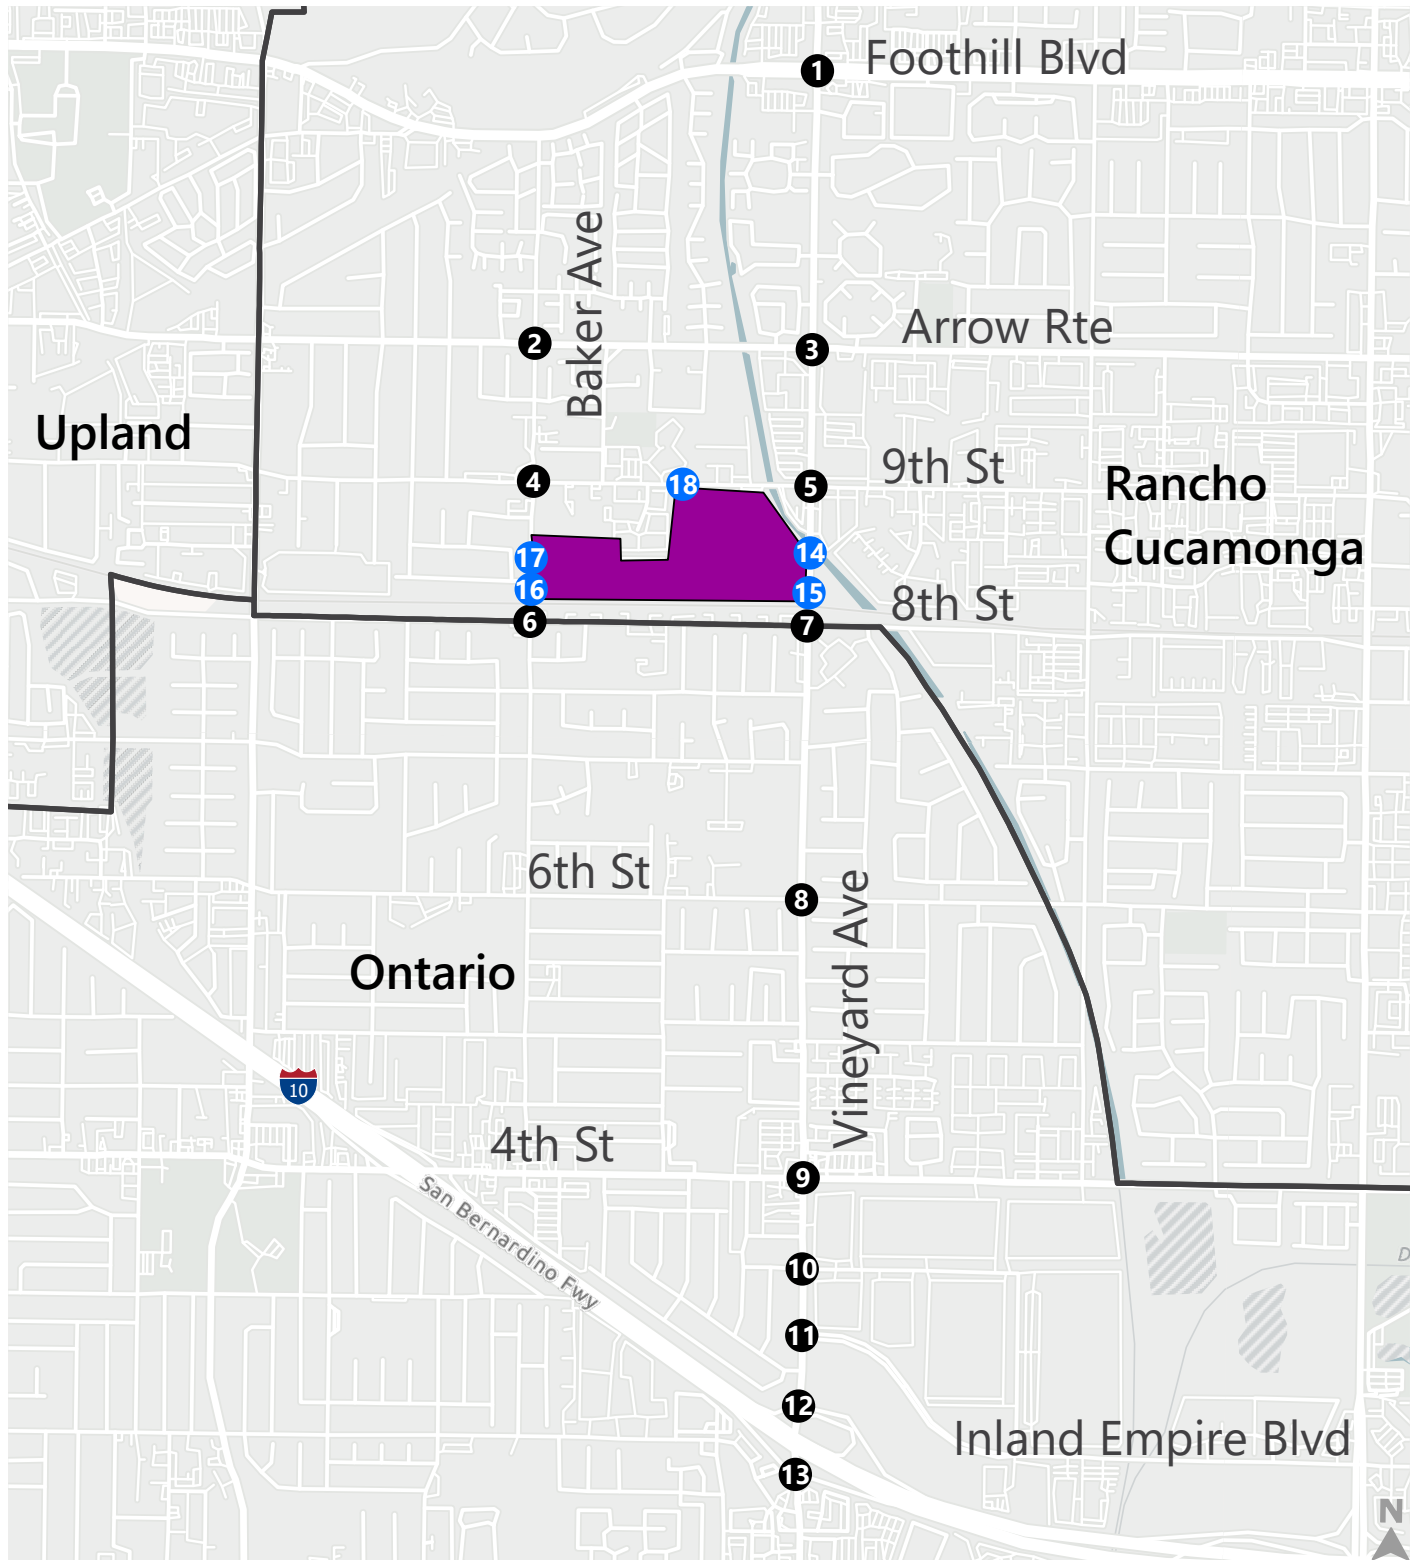 1
Foothill Blvd
Baker Ave
2
3
Arrow Rte
Upland
4
18
5
9th St
Rancho
Cucamonga
17
14
16
15
8th St
6
7
6th St
8
Vineyard Ave
Ontario
10
4th St
9
San Bernardino Fwy
10
D
11
12
Inland Empire Blvd
13
N